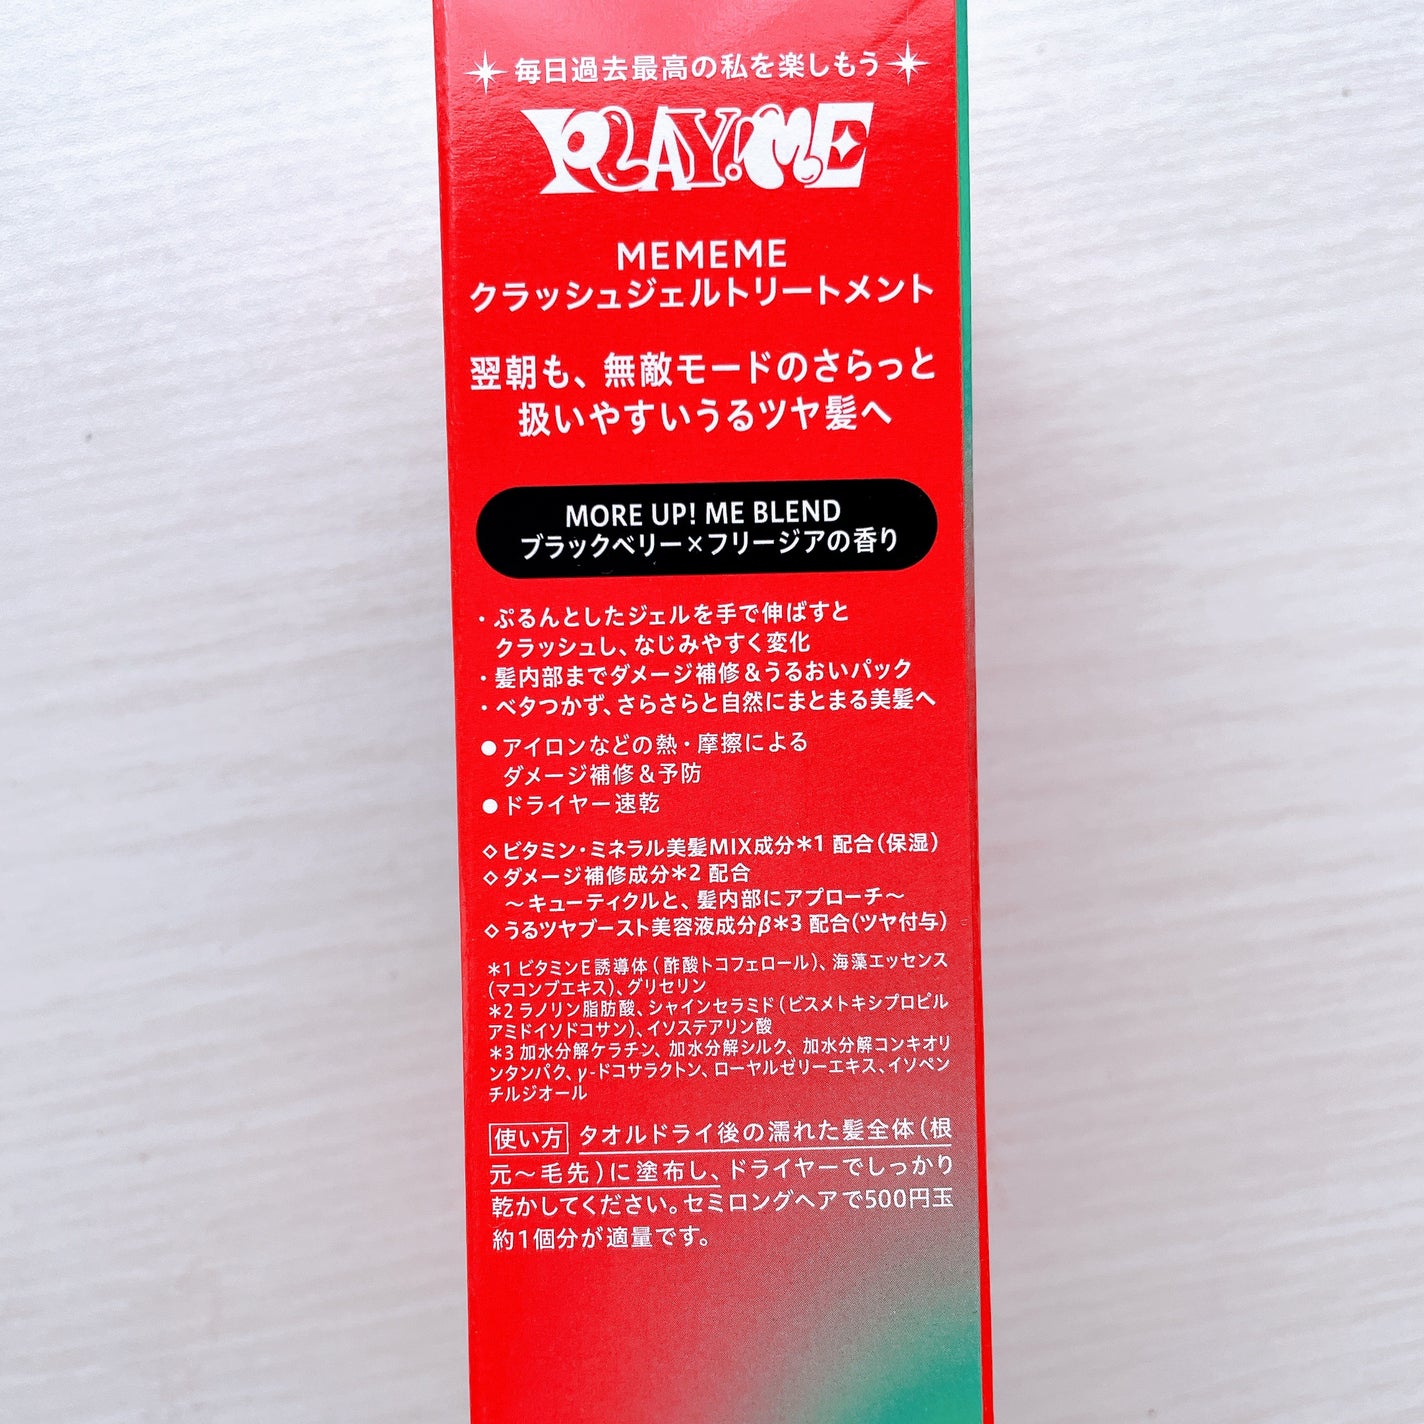 毎日過去最高の私を楽しもう
PLAY!ME
MEMEME
クラッシュジェルトリートメント
翌朝も、無敵モードのさらっと
扱いやすいうるツヤ髪へ
MORE UP! ME BLEND
ブラックベリー×フリージアの香り
・ぷるんとしたジェルを手で伸ばすと
クラッシュし、なじみやすく変化
・髪内部までダメージ補修&うるおいパック
・ベタつかず、さらさらと自然にまとまる美髪へ
●アイロンなどの熱・摩擦による
ダメージ補修&予防
●ドライヤー速乾
◇ビタミン・ミネラル美髪MIX成分*1 配合(保湿)
◇ダメージ補修成分*2 配合
~キューティクルと、髪内部にアプローチ~
◇うるツヤブースト美容液成分β*3 配合(ツヤ付与)
*1 ビタミンE誘導体(酢酸トコフェロール)、海藻エッセンス
(マコンブエキス)、グリセリン
*2 ラノリン脂肪酸、シャインセラミド(ビスメトキシプロピル
アミドイソドコサン)、イソステアリン酸
*3 加水分解ケラチン、加水分解シルク、加水分解コンキオリ
ンタンパク、γ-ドコサラクトン、ローヤルゼリーエキス、イソペン
チルジオール
使い方 タオルドライ後の濡れた髪全体(根
元~毛先)に塗布し、ドライヤーでしっかり
乾かしてください。セミロングヘアで500円玉
約1個分が適量です。